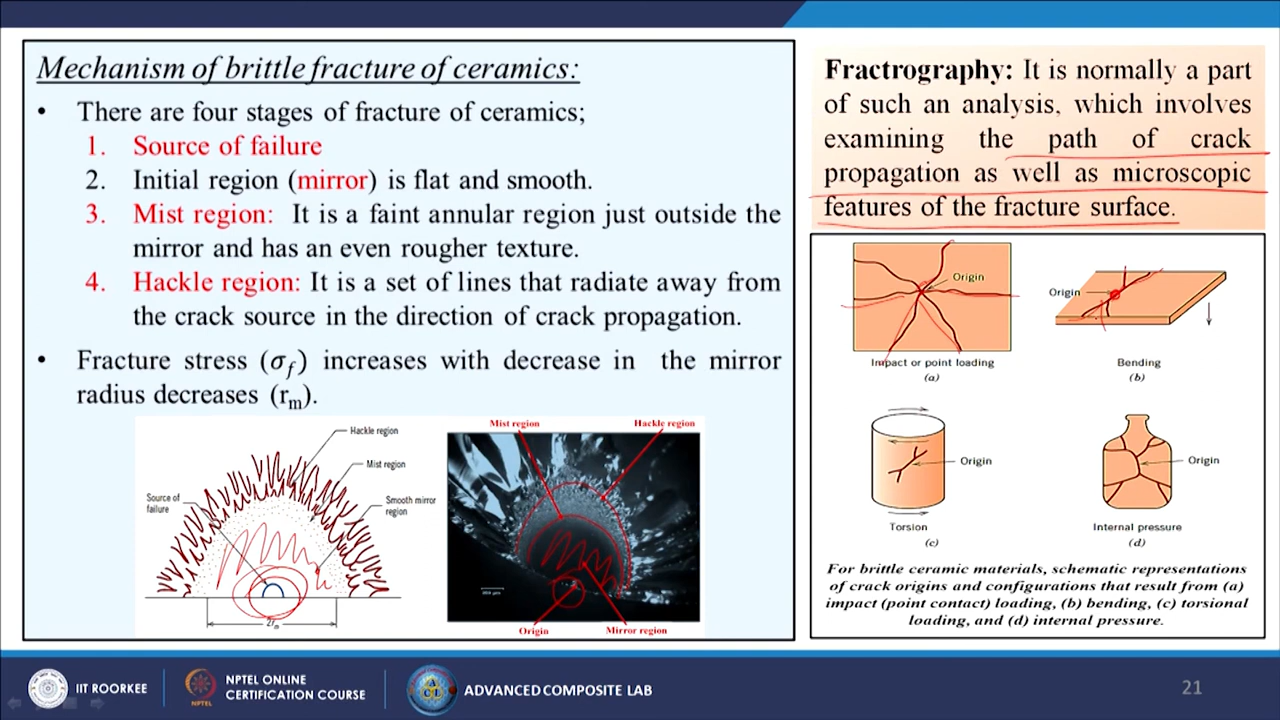 Mechanism of brittle fracture of ceramics:
• There are four stages of fracture of ceramics;
1. Source of failure
2. Initial region (mirror) is flat and smooth.
3. Mist region: It is a faint annular region just outside the
mirror and has an even rougher texture.
4. Hackle region: It is a set of lines that radiate away from
the crack source in the direction of crack propagation.
• Fracture stress (σf) increases with decrease in the mirror
radius decreases (rm).
Hackle region
Mist region
Source of
failure
Smooth mirror
region
2rm
Mist region
Hackle region
Origin
Mirror region
Fractrography: It is normally a part
of such an analysis, which involves
examining the path of crack
propagation as well as microscopic
features of the fracture surface.
Origin
Impact or point loading
(a)
Origin
Bending
(b)
Origin
Torsion
(c)
Origin
Internal pressure
(d)
For brittle ceramic materials, schematic representations
of crack origins and configurations that result from (a)
impact (point contact) loading, (b) bending, (c) torsional
loading, and (d) internal pressure.
IIT ROORKEE
NPTEL
NPTEL ONLINE
CERTIFICATION COURSE
ACL
ADVANCED COMPOSITE LAB
21